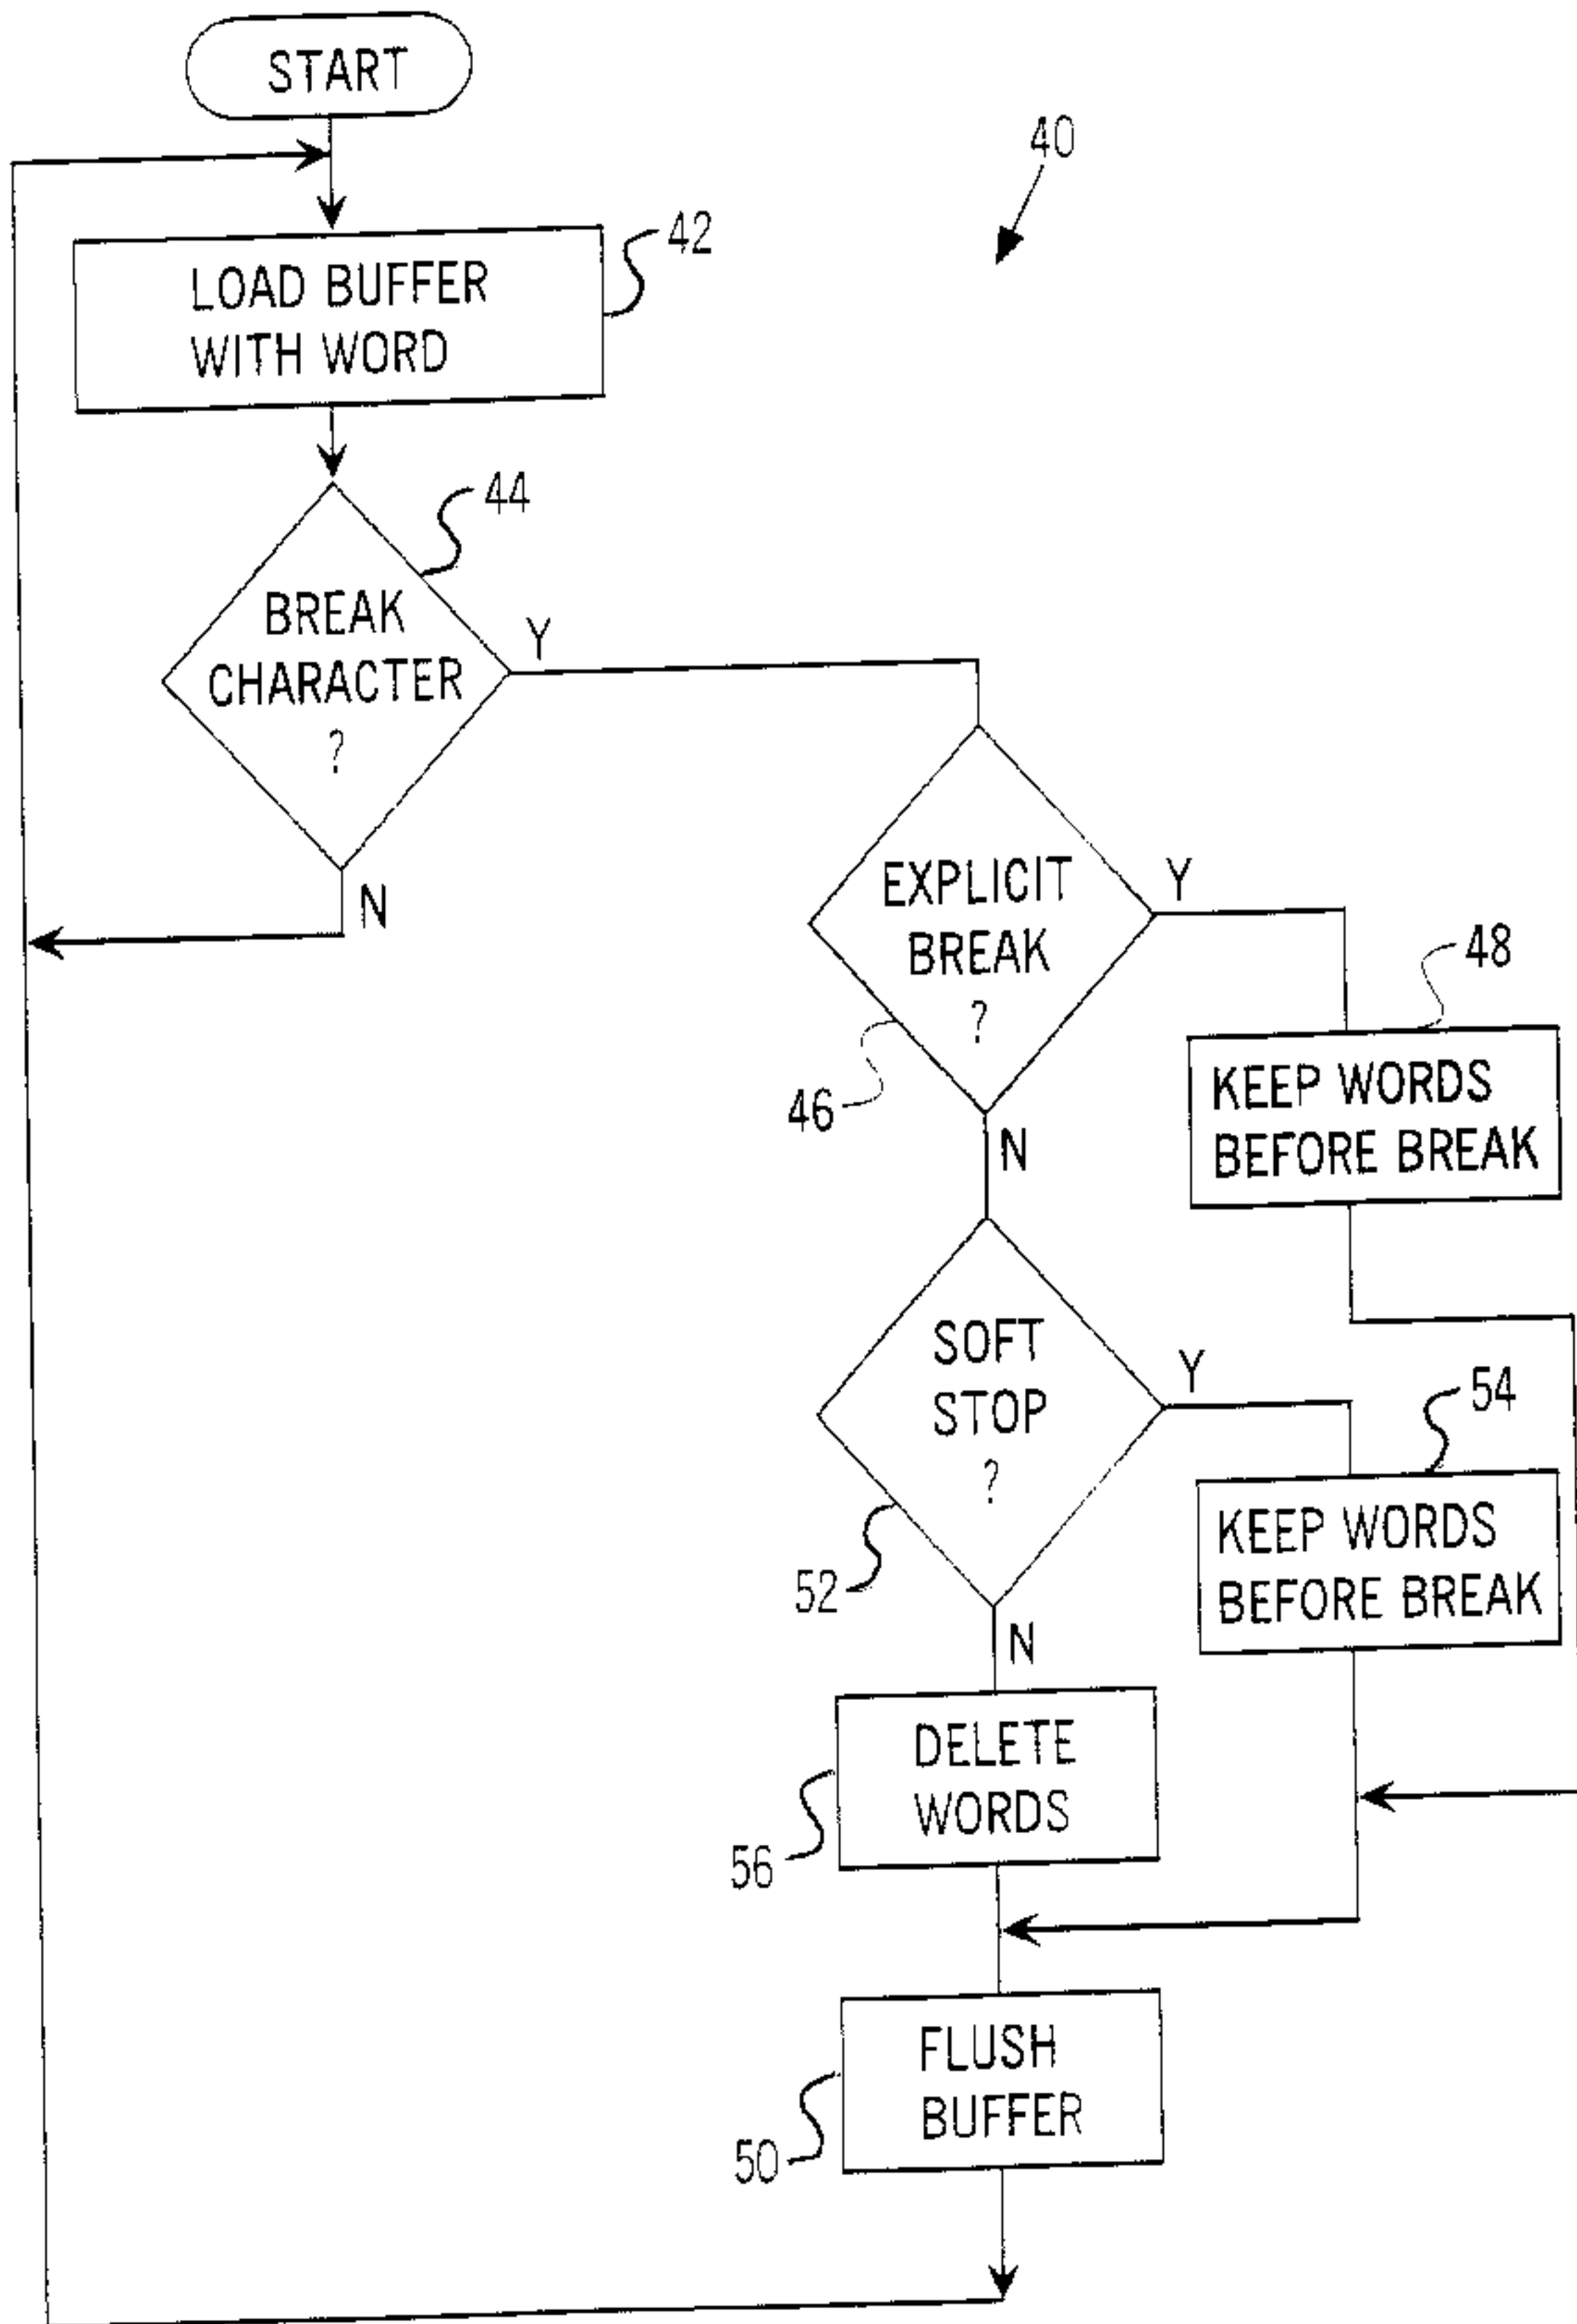 START
40
LOAD BUFFER
WITH WORD
42
44
BREAK
CHARACTER
?
Y
N
EXPLICIT
BREAK
?
Y
46
N
48
KEEP WORDS
BEFORE BREAK
SOFT
STOP
?
Y
52
N
54
KEEP WORDS
BEFORE BREAK
DELETE
WORDS
56
FLUSH
BUFFER
50